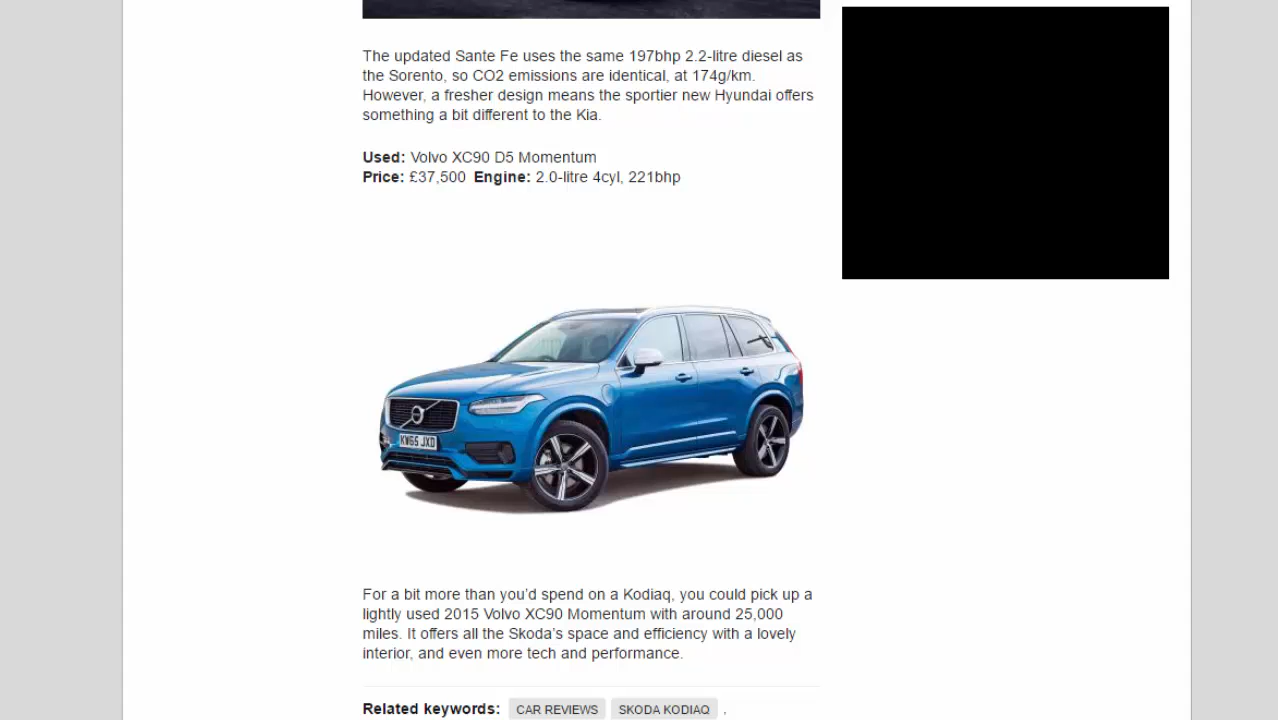 The updated Sante Fe uses the same 197bhp 2.2-litre diesel as
the Sorento, so CO2 emissions are identical, at 174g/km.
However, a fresher design means the sportier new Hyundai offers
something a bit different to the Kia.
Used: Volvo XC90 D5 Momentum
Price: £37,500 Engine: 2.0-litre 4cyl, 221bhp
KW65 JXD
For a bit more than you’d spend on a Kodiaq, you could pick up a
lightly used 2015 Volvo XC90 Momentum with around 25,000
miles. It offers all the Skoda’s space and efficiency with a lovely
interior, and even more tech and performance.
Related keywords: CAR REVIEWS SKODA KODIAQ .